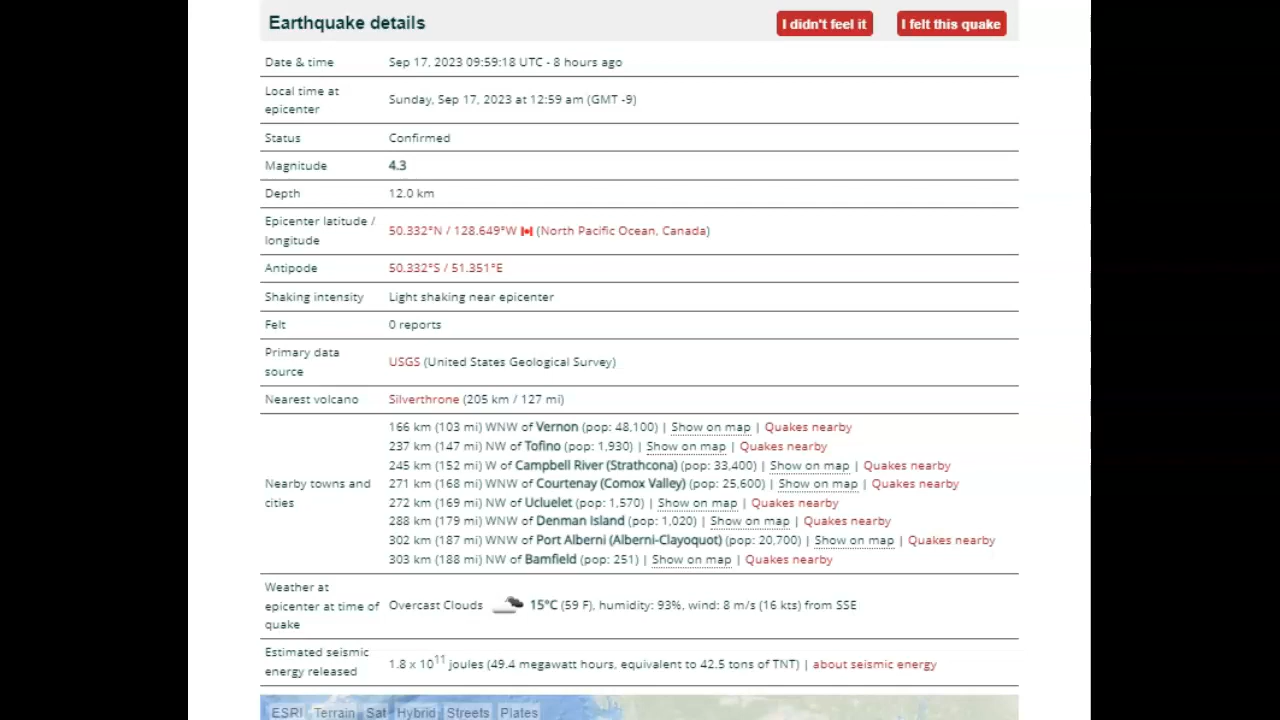 Earthquake details
I didn't feel it
I felt this quake
Date & time
Sep 17, 2023 09:59:18 UTC - 8 hours ago
Local time at
epicenter
Sunday, Sep 17, 2023 at 12:59 am (GMT -9)
Status
Confirmed
Magnitude
4.3
Depth
12.0 km
Epicenter latitude /
longitude
50.332°N / 128.649°W (North Pacific Ocean, Canada)
Antipode
50.332°S / 51.351°E
Shaking intensity
Light shaking near epicenter
Felt
0 reports
Primary data
source
USGS (United States Geological Survey)
Nearest volcano
Silverthrone (205 km / 127 mi)
Nearby towns and
cities
166 km (103 mi) WNW of Vernon (pop: 48,100) | Show on map | Quakes nearby
237 km (147 mi) NW of Tofino (pop: 1,930) | Show on map | Quakes nearby
245 km (152 mi) W of Campbell River (Strathcona) (pop: 33,400) | Show on map | Quakes nearby
271 km (168 mi) WNW of Courtenay (Comox Valley) (pop: 25,600) | Show on map | Quakes nearby
272 km (169 mi) NW of Ucluelet (pop: 1,570) | Show on map | Quakes nearby
288 km (179 mi) WNW of Denman Island (pop: 1,020) | Show on map | Quakes nearby
302 km (187 mi) WNW of Port Alberni (Alberni-Clayoquot) (pop: 20,700) | Show on map | Quakes nearby
303 km (188 mi) NW of Bamfield (pop: 251) | Show on map | Quakes nearby
Weather at
epicenter at time of
quake
Overcast Clouds 15°C (59 F), humidity: 93%, wind: 8 m/s (16 kts) from SSE
Estimated seismic
energy released
1.8 x 10¹¹ joules (49.4 megawatt hours, equivalent to 42.5 tons of TNT) | about seismic energy
ESRI Terrain Sat Hybrid Streets Plates